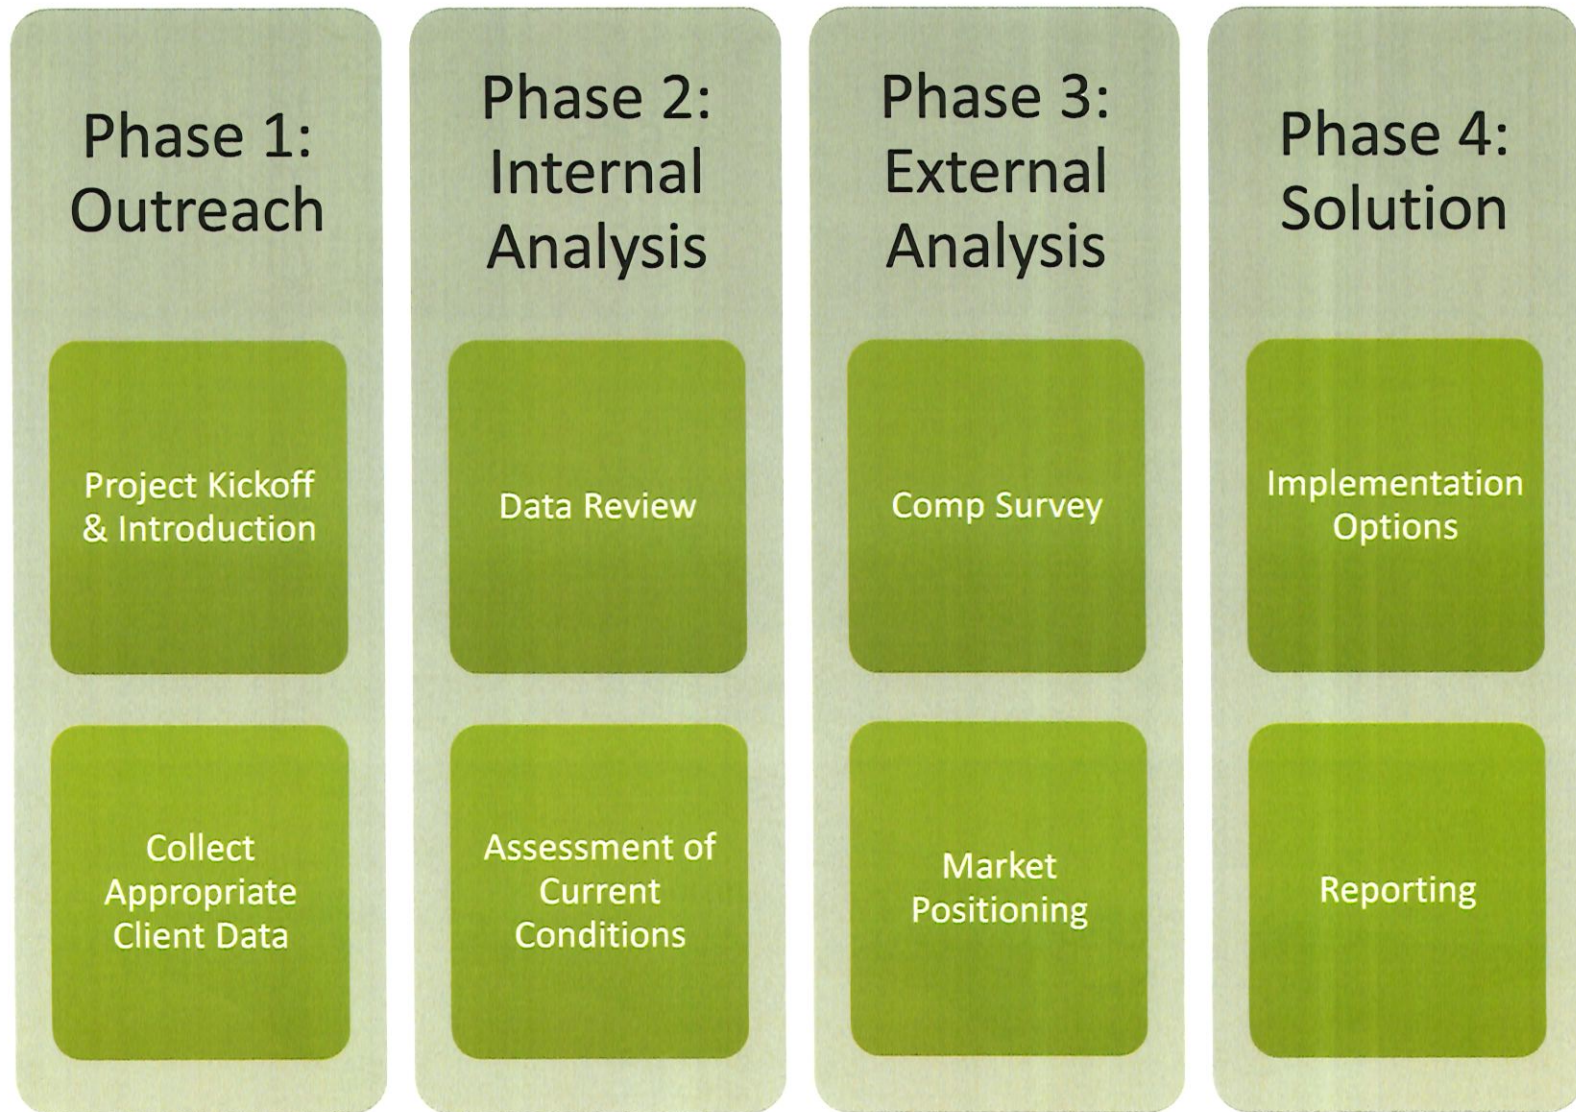 Phase 1:
Outreach
Project Kickoff
& Introduction
Collect
Appropriate
Client Data
Phase 2:
Internal
Analysis
Data Review
Assessment of
Current
Conditions
Phase 3:
External
Analysis
Comp Survey
Market
Positioning
Phase 4:
Solution
Implementation
Options
Reporting